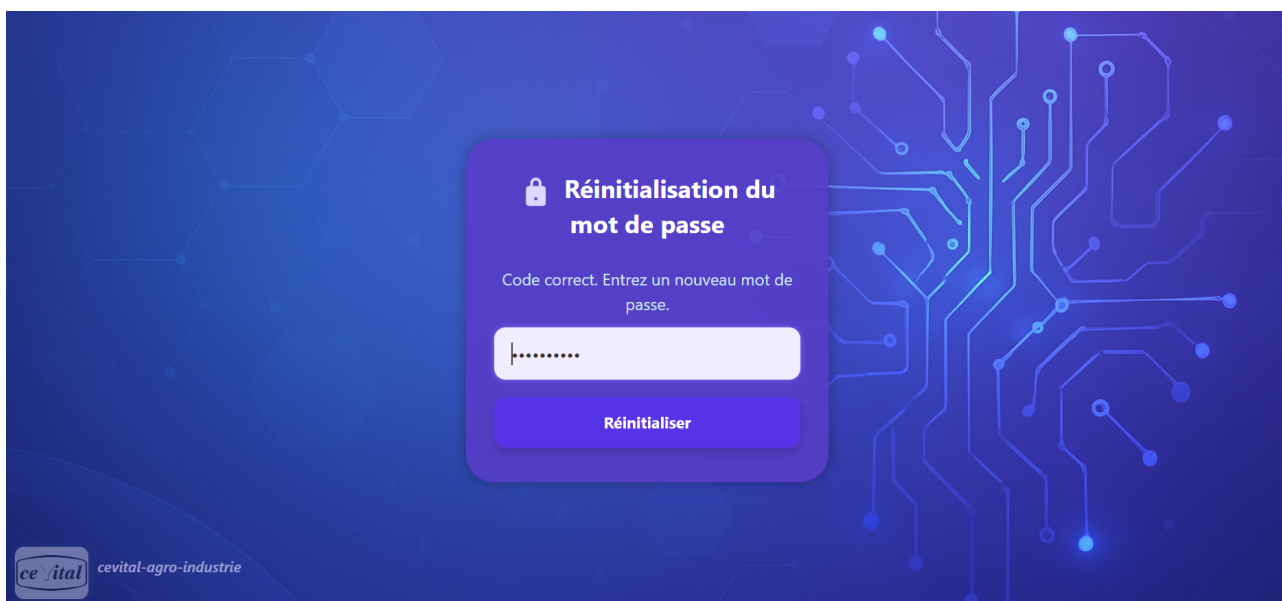 Réinitialisation du
mot de passe
Code correct. Entrez un nouveau mot de
passe.
••••••••••
Réinitialiser
cevital
cevital-agro-industrie